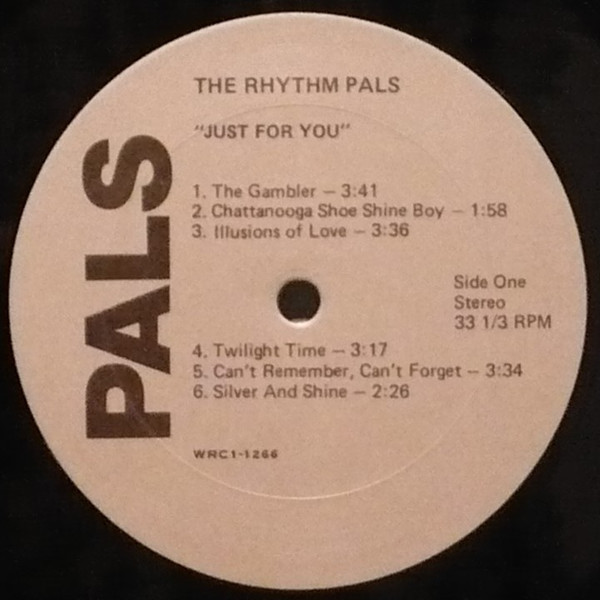 THE RHYTHM PALS
"JUST FOR YOU"
PALS
1. The Gambler – 3:41
2. Chattanooga Shoe Shine Boy – 1:58
3. Illusions of Love – 3:36
Side One
Stereo
33 1/3 RPM
4. Twilight Time – 3:17
5. Can't Remember, Can't Forget – 3:34
6. Silver And Shine – 2:26
WRC1-1266